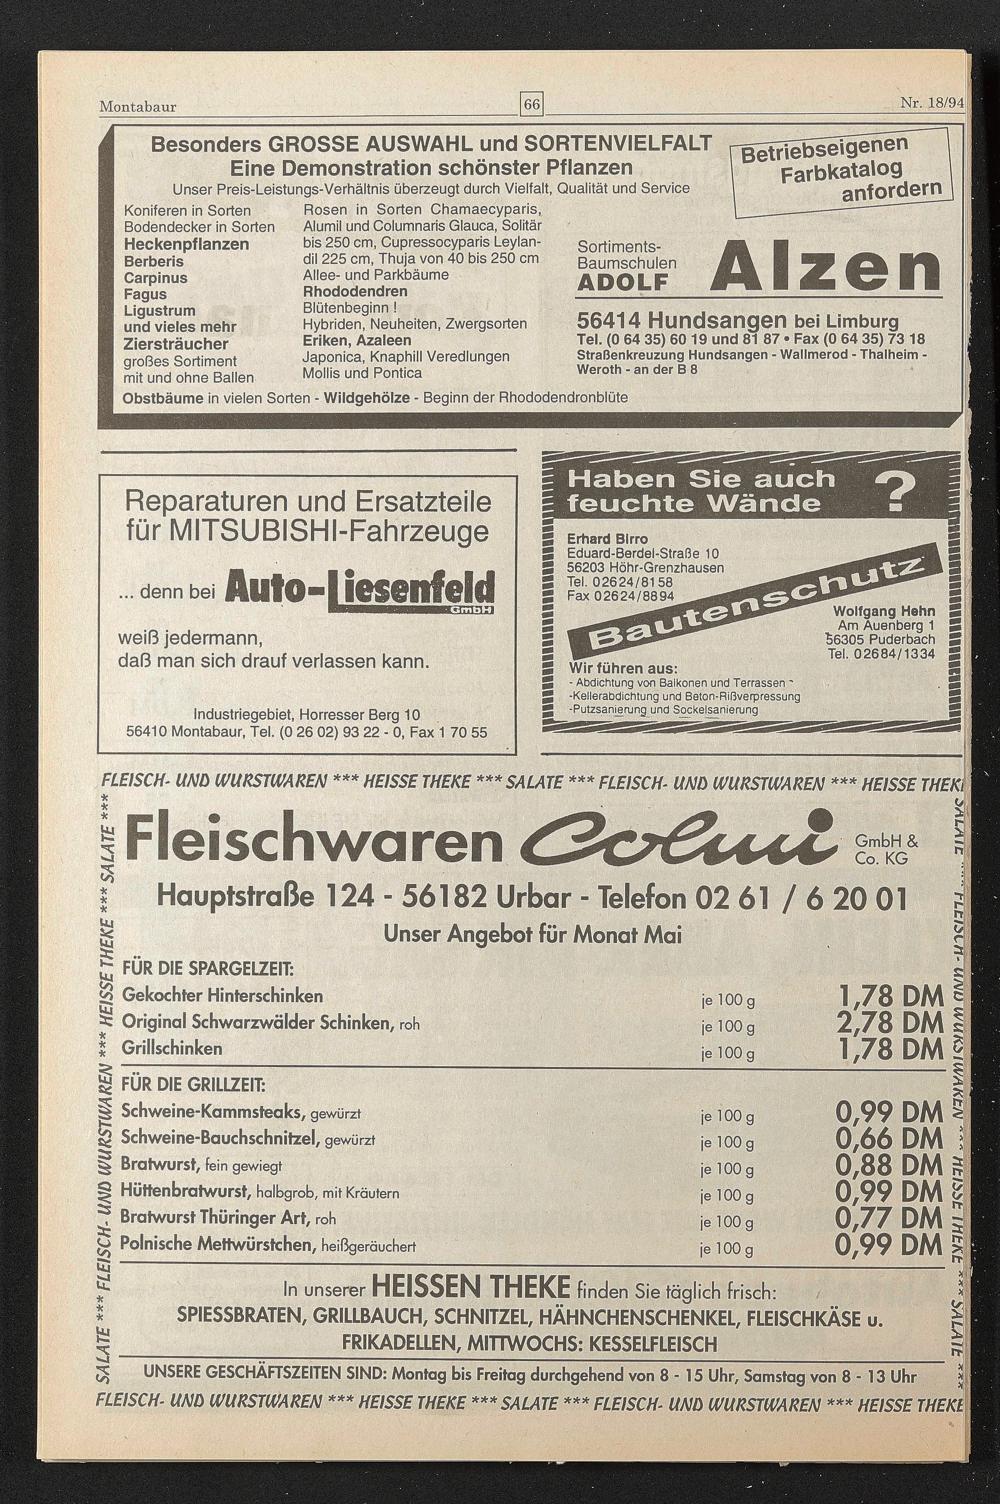 Montabaur
66
Nr. 18/94
Besonders GROSSE AUSWAHL und SORTENVIELFALT
Eine Demonstration schönster Pflanzen
Unser Preis-Leistungs-Verhältnis überzeugt durch Vielfalt, Qualität und Service
Betriebseigenen
Farbkatalog
anfordern
Koniferen in Sorten
Bodendecker in Sorten
Heckenpflanzen
Berberis
Carpinus
Fagus
Ligustrum
und vieles mehr
Ziersträucher
großes Sortiment
mit und ohne Ballen
Rosen in Sorten Chamaecyparis,
Alumil und Columnaris Glauca, Solitär
bis 250 cm, Cupressocyparis Leylan-
dil 225 cm, Thuja von 40 bis 250 cm
Allee- und Parkbäume
Rhododendren
Blütenbeginn !
Hybriden, Neuheiten, Zwergsorten
Eriken, Azaleen
Japonica, Knaphill Veredlungen
Mollis und Pontica
Obstbäume in vielen Sorten - Wildgehölze - Beginn der Rhododendronblüte
Sortiments-
Baumschulen
ADOLF Alzen
56414 Hundsangen bei Limburg
Tel. (0 64 35) 60 19 und 81 87 • Fax (0 64 35) 73 18
Straßenkreuzung Hundsangen - Wallmerod - Thalheim -
Weroth - an der B 8
Reparaturen und Ersatzteile
für MITSUBISHI-Fahrzeuge
... denn bei Auto-Liesenfeld
GmbH
weiß jedermann,
daß man sich drauf verlassen kann.
Industriegebiet, Horresser Berg 10
56410 Montabaur, Tel. (0 26 02) 93 22 - 0, Fax 1 70 55
Haben Sie auch
feuchte Wände ?
Erhard Birro
Eduard-Berdel-Straße 10
56203 Höhr-Grenzhausen
Tel. 02624/8158
Fax 02624/8894
Bautenschutz
Wolfgang Hehn
Am Auenberg 1
56305 Puderbach
Tel. 02684/1334
Wir führen aus:
- Abdichtung von Balkonen und Terrassen
-Kellerabdichtung und Beton-Rißverpressung
-Putzsanierung und Sockelsanierung
FLEISCH- UND WURSTWAREN *** HEISSE THEKE *** SALATE *** FLEISCH- UND WURSTWAREN *** HEISSE THEKE
SALATE *** FLEISCH- UND WURSTWAREN *** HEISSE THEKE *** SALATE ***
Fleischwaren Colmi GmbH &
Co. KG
Hauptstraße 124 - 56182 Urbar - Telefon 02 61 / 6 20 01
Unser Angebot für Monat Mai
FÜR DIE SPARGELZEIT:
Gekochter Hinterschinken je 100 g 1,78 DM
Original Schwarzwälder Schinken, roh je 100 g 2,78 DM
Grillschinken je 100 g 1,78 DM
FÜR DIE GRILLZEIT:
Schweine-Kammsteaks, gewürzt je 100 g 0,99 DM
Schweine-Bauchschnitzel, gewürzt je 100 g 0,66 DM
Bratwurst, fein gewiegt je 100 g 0,88 DM
Hüttenbratwurst, halbgrob, mit Kräutern je 100 g 0,99 DM
Bratwurst Thüringer Art, roh je 100 g 0,77 DM
Polnische Mettwürstchen, heißgeräuchert je 100 g 0,99 DM
In unserer HEISSEN THEKE finden Sie täglich frisch:
SPIESSBRATEN, GRILLBAUCH, SCHNITZEL, HÄHNCHENSCHENKEL, FLEISCHKÄSE u.
FRIKADELLEN, MITTWOCHS: KESSELFLEISCH
UNSERE GESCHÄFTSZEITEN SIND: Montag bis Freitag durchgehend von 8 - 15 Uhr, Samstag von 8 - 13 Uhr
SALATE *** FLEISCH- UND WURSTWAREN *** HEISSE THEKE *** SALATE ***
FLEISCH- UND WURSTWAREN *** HEISSE THEKE *** SALATE *** FLEISCH- UND WURSTWAREN *** HEISSE THEKE